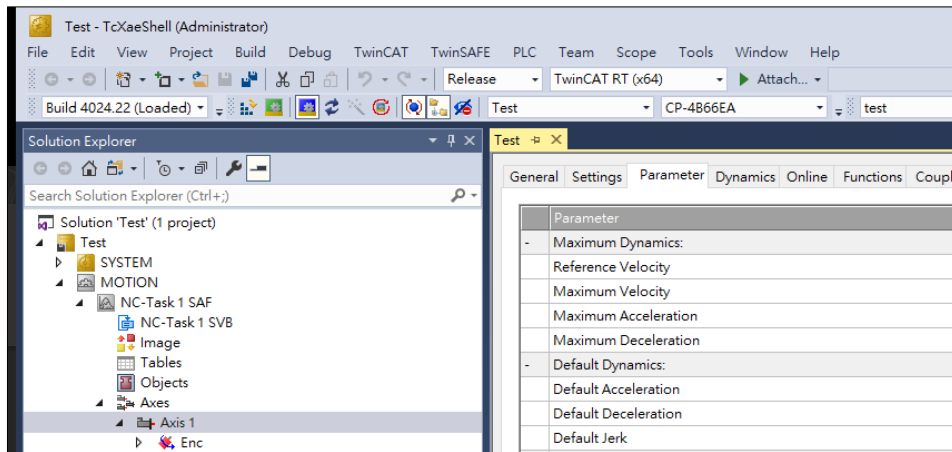 Test - TcXaeShell (Administrator)
File Edit View Project Build Debug TwinCAT TwinSAFE PLC Team Scope Tools Window Help
Release TwinCAT RT (x64) Attach...
Build 4024.22 (Loaded) Test CP-4B66EA test
Solution Explorer
Search Solution Explorer (Ctrl+;)
Solution 'Test' (1 project)
Test
SYSTEM
MOTION
NC-Task 1 SAF
NC-Task 1 SVB
Image
Tables
Objects
Axes
Axis 1
Enc
Test
General Settings Parameter Dynamics Online Functions Coupl
Parameter
- Maximum Dynamics:
Reference Velocity
Maximum Velocity
Maximum Acceleration
Maximum Deceleration
- Default Dynamics:
Default Acceleration
Default Deceleration
Default Jerk